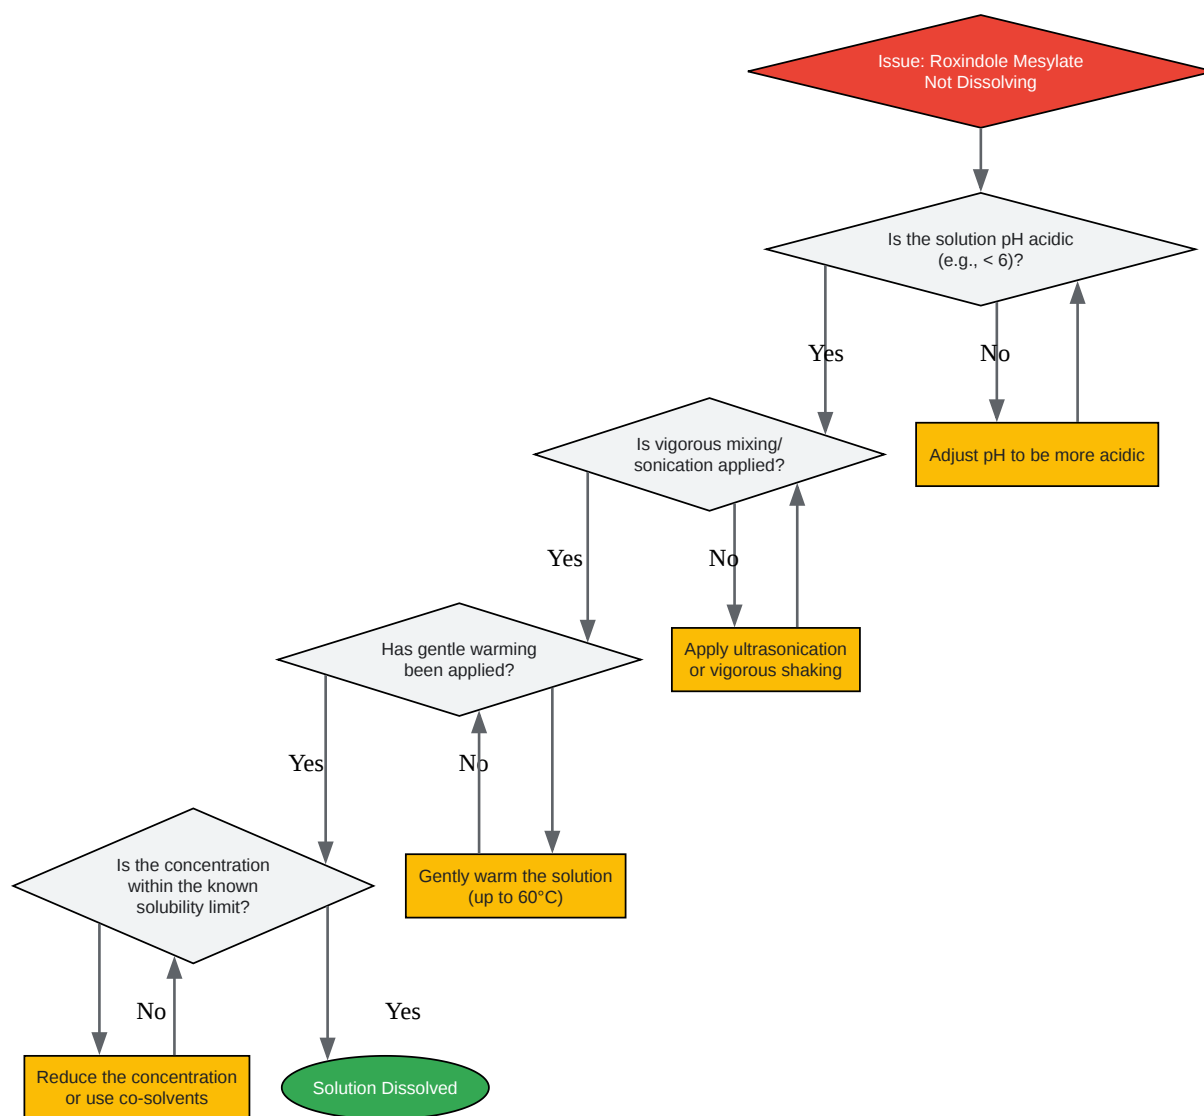 Issue: Roxindole Mesylate
Not Dissolving
Is the solution pH acidic
(e.g., < 6)?
Yes
No
Is vigorous mixing/
sonication applied?
Adjust pH to be more acidic
Yes
No
Has gentle warming
been applied?
Apply ultrasonication
or vigorous shaking
Yes
No
Is the concentration
within the known
solubility limit?
Gently warm the solution
(up to 60°C)
No
Yes
Reduce the concentration
or use co-solvents
Solution Dissolved